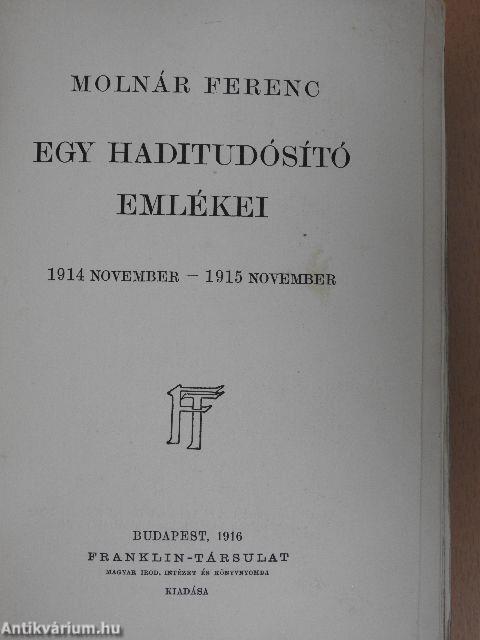 MOLNÁR FERENC
EGY HADITUDÓSÍTÓ
EMLÉKEI
1914 NOVEMBER – 1915 NOVEMBER
FT
BUDAPEST, 1916
FRANKLIN-TÁRSULAT
MAGYAR IROD. INTÉZET ÉS KÖNYVNYOMDA
KIADÁSA
Antikvárium.hu